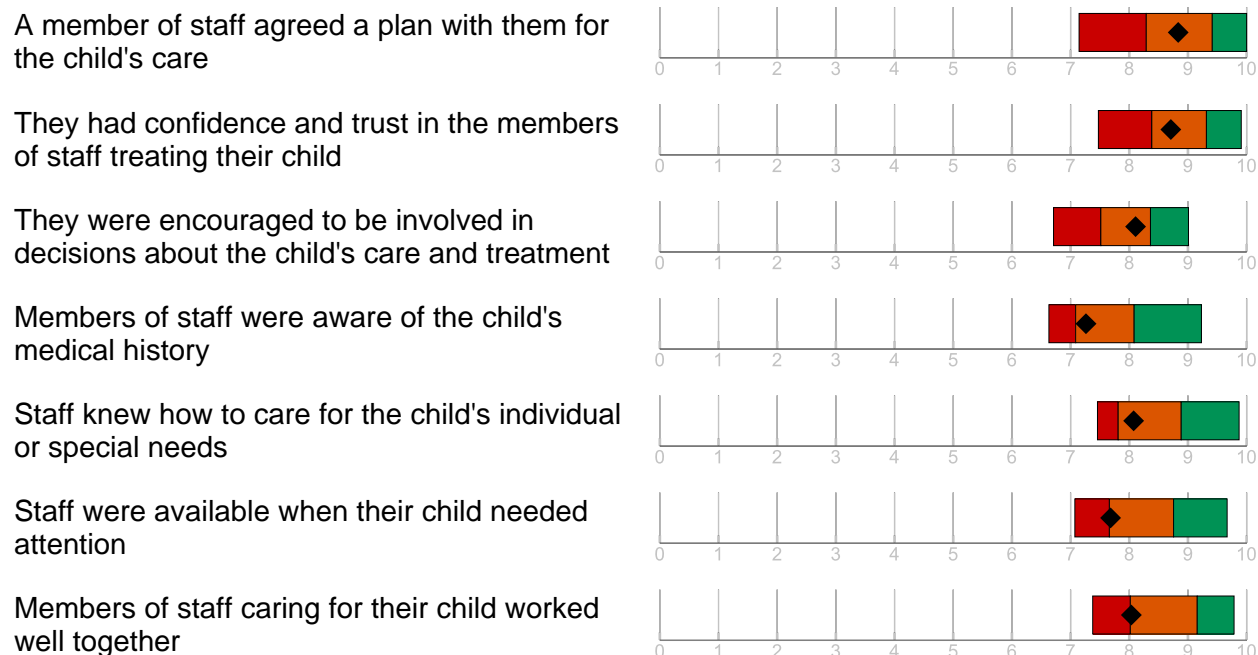 A member of staff agreed a plan with them for
the child's care
0 1 2 3 4 5 6 7 8 9 10
They had confidence and trust in the members
of staff treating their child
0 1 2 3 4 5 6 7 8 9 10
They were encouraged to be involved in
decisions about the child's care and treatment
0 1 2 3 4 5 6 7 8 9 10
Members of staff were aware of the child's
medical history
0 1 2 3 4 5 6 7 8 9 10
Staff knew how to care for the child's individual
or special needs
0 1 2 3 4 5 6 7 8 9 10
Staff were available when their child needed
attention
0 1 2 3 4 5 6 7 8 9 10
Members of staff caring for their child worked
well together
0 1 2 3 4 5 6 7 8 9 10